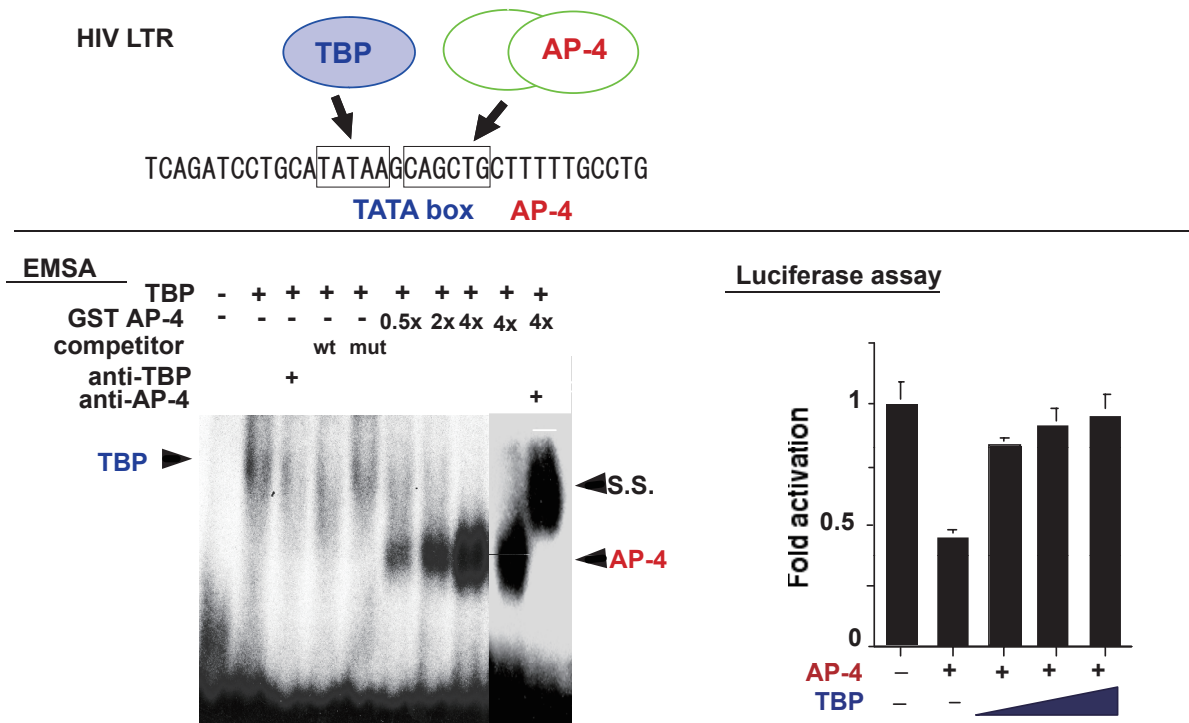 HIV LTR
TBP
AP-4
TCAGATCCTGCATATAAGCAGCTGCTTTTTGCCTG
TATA box AP-4
EMSA
TBP - + + + + + + + + +
GST AP-4 - - - - - 0.5x 2x 4x 4x 4x
competitor wt mut
anti-TBP +
anti-AP-4 +
TBP
S.S.
AP-4
Luciferase assay
Fold activation
1
0.5
0
AP-4 – + + + +
TBP – –